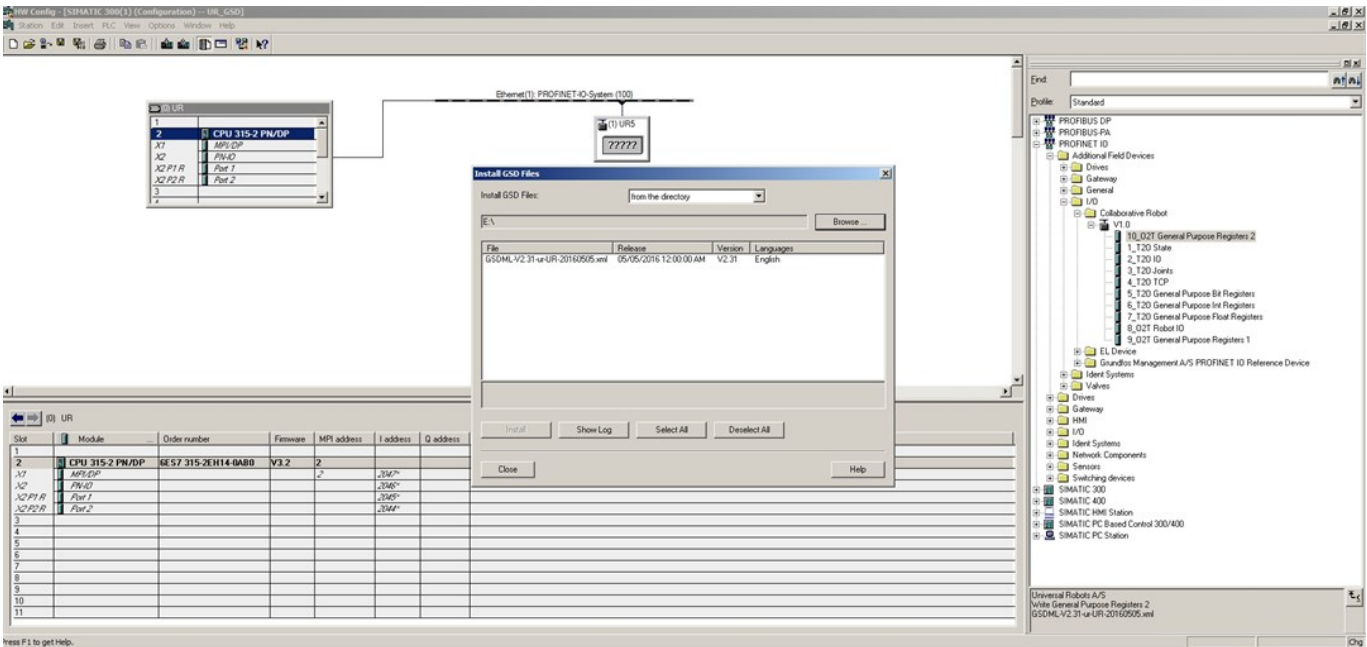 HW Config - [SIMATIC 300(1) (Configuration) -- UR_GSD]
Station Edit Insert PLC View Options Window Help
(0) UR
1
2 CPU 315-2 PN/DP
X1 MPI/DP
X2 PN-IO
X2 P1 R Port 1
X2 P2 R Port 2
3
Ethernet(1): PROFINET-IO-System (100)
(1) UR5
?????
Install GSD Files
Install GSD Files: from the directory
E:\ Browse ...
File Release Version Languages
GSDML-V2.31-ur-UR-20160505.xml 05/05/2016 12:00:00 AM V2.31 English
Install Show Log Select All Deselect All
Close Help
(0) UR
Slot Module ... Order number Firmware MPI address I address Q address
1
2 CPU 315-2 PN/DP 6ES7 315-2EH14-0AB0 V3.2 2
X1 MPI/DP 2 2047*
X2 PN-IO 2046*
X2 P1 R Port 1 2045*
X2 P2 R Port 2 2044*
3
4
5
6
7
8
9
10
11
Find:
Profile: Standard
PROFIBUS DP
PROFIBUS-PA
PROFINET IO
Additional Field Devices
Drives
Gateway
General
I/O
Collaborative Robot
V1.0
10_O2T General Purpose Registers 2
1_T2O State
2_T2O IO
3_T2O Joints
4_T2O TCP
5_T2O General Purpose Bit Registers
6_T2O General Purpose Int Registers
7_T2O General Purpose Float Registers
8_O2T Robot IO
9_O2T General Purpose Registers 1
EL Device
Grundfos Management A/S PROFINET IO Reference Device
Ident Systems
Valves
Drives
Gateway
HMI
I/O
Ident Systems
Network Components
Sensors
Switching devices
SIMATIC 300
SIMATIC 400
SIMATIC HMI Station
SIMATIC PC Based Control 300/400
SIMATIC PC Station
Universal Robots A/S
Write General Purpose Registers 2
GSDML-V2.31-ur-UR-20160505.xml
Press F1 to get Help.
Chg